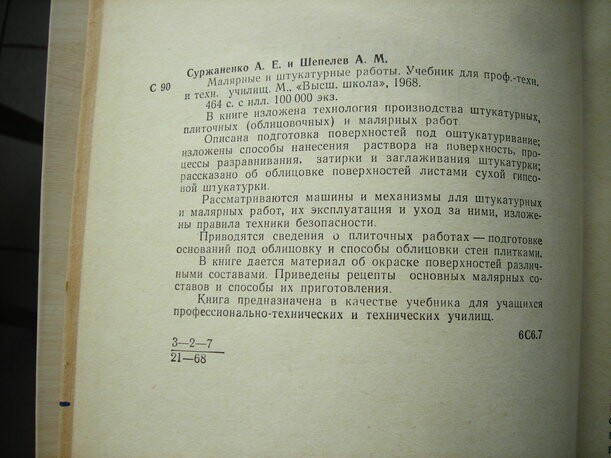 Суржаненко А. Е. и Шепелев А. М.
С 90
Малярные и штукатурные работы. Учебник для проф.-техн.
и техн. училищ. М., «Высш. школа», 1968.
464 с. с илл. 100 000 экз.
В книге изложена технология производства штукатурных,
плиточных (облицовочных) и малярных работ
Описана подготовка поверхностей под оштукатуривание;
изложены способы нанесения раствора на поверхность, про-
цессы разравнивания. затирки и заглаживания штукатурки;
рассказано об облицовке поверхностей листами сухой гипсо-
вой штукатурки.
Рассматриваются машины и механизмы для штукатурных
и малярных работ, их эксплуатация и уход за ними, изложе-
ны правила техники безопасности.
Приводятся сведения о плиточных работах — подготовке
оснований под облицовку и способы облицовки стен плитками.
В книге дается материал об окраске поверхностей различ-
ными составами. Приведены рецепты основных малярных со-
ставов и способы их приготовления.
Книга предназначена в качестве учебника для учащихся
профессионально-технических и технических училищ.
3—2—7
21—68
6С6.7